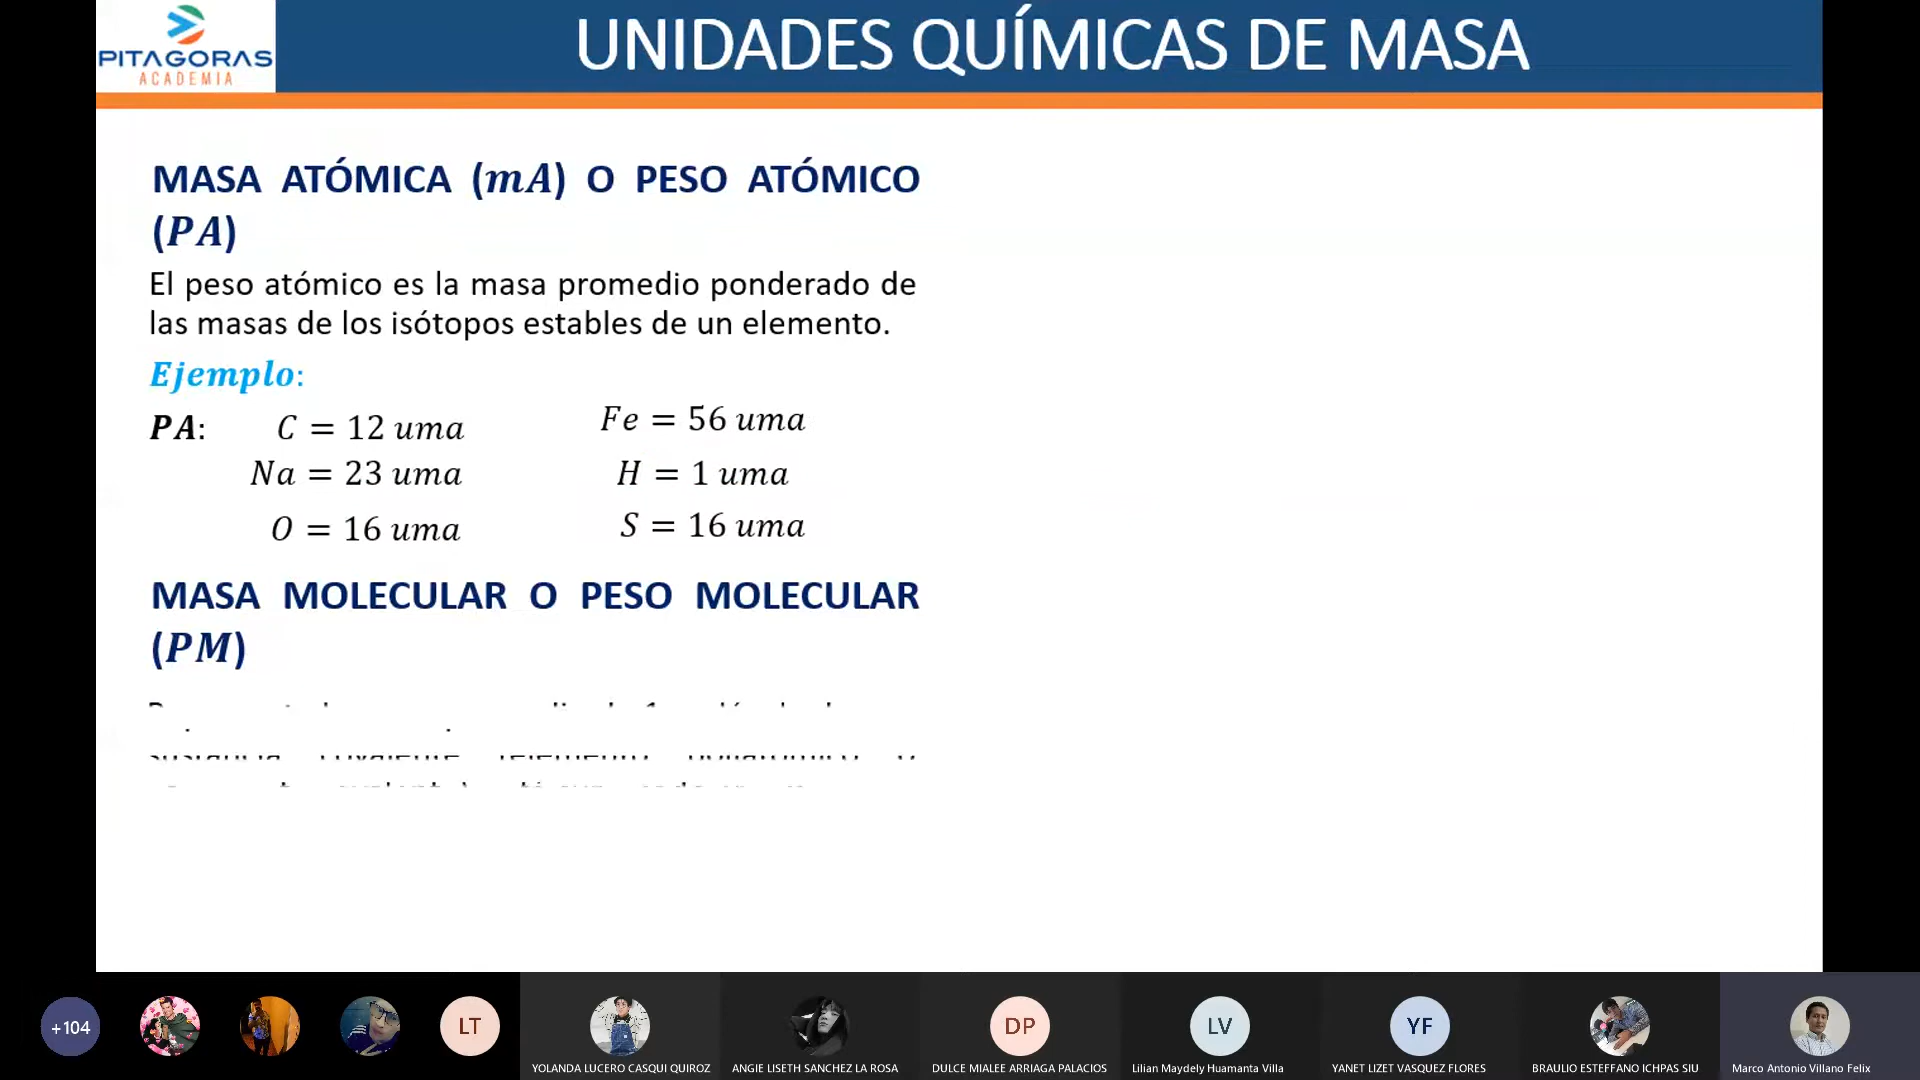 PITAGORAS
ACADEMIA
UNIDADES QUÍMICAS DE MASA
MASA ATÓMICA (mA) O PESO ATÓMICO
(PA)
El peso atómico es la masa promedio ponderado de
las masas de los isótopos estables de un elemento.
Ejemplo:
PA: C = 12 uma Fe = 56 uma
Na = 23 uma H = 1 uma
O = 16 uma S = 16 uma
MASA MOLECULAR O PESO MOLECULAR
(PM)
+104
LT
DP
LV
YF
YOLANDA LUCERO CASQUI QUIROZ
ANGIE LISETH SANCHEZ LA ROSA
DULCE MIALEE ARRIAGA PALACIOS
Lilian Maydely Huamanta Villa
YANET LIZET VASQUEZ FLORES
BRAULIO ESTEFFANO ICHPAS SIU
Marco Antonio Villano Felix